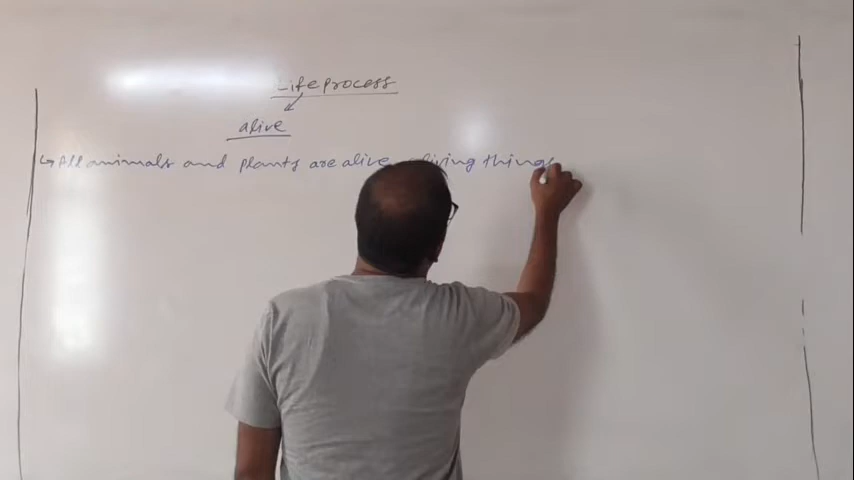 Life process
alive
↳ All animals and plants are alive living things